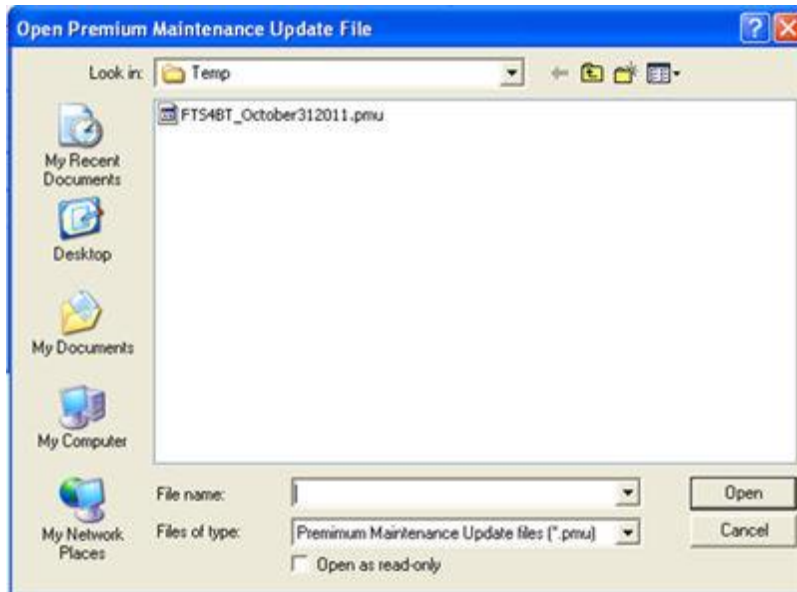 Open Premium Maintenance Update File
Look in:
Temp
FTS4BT_October312011.pmu
My Recent
Documents
Desktop
My Documents
My Computer
My Network
Places
File name:
Open
Files of type:
Premimum Maintenance Update files (*.pmu)
Cancel
Open as read-only